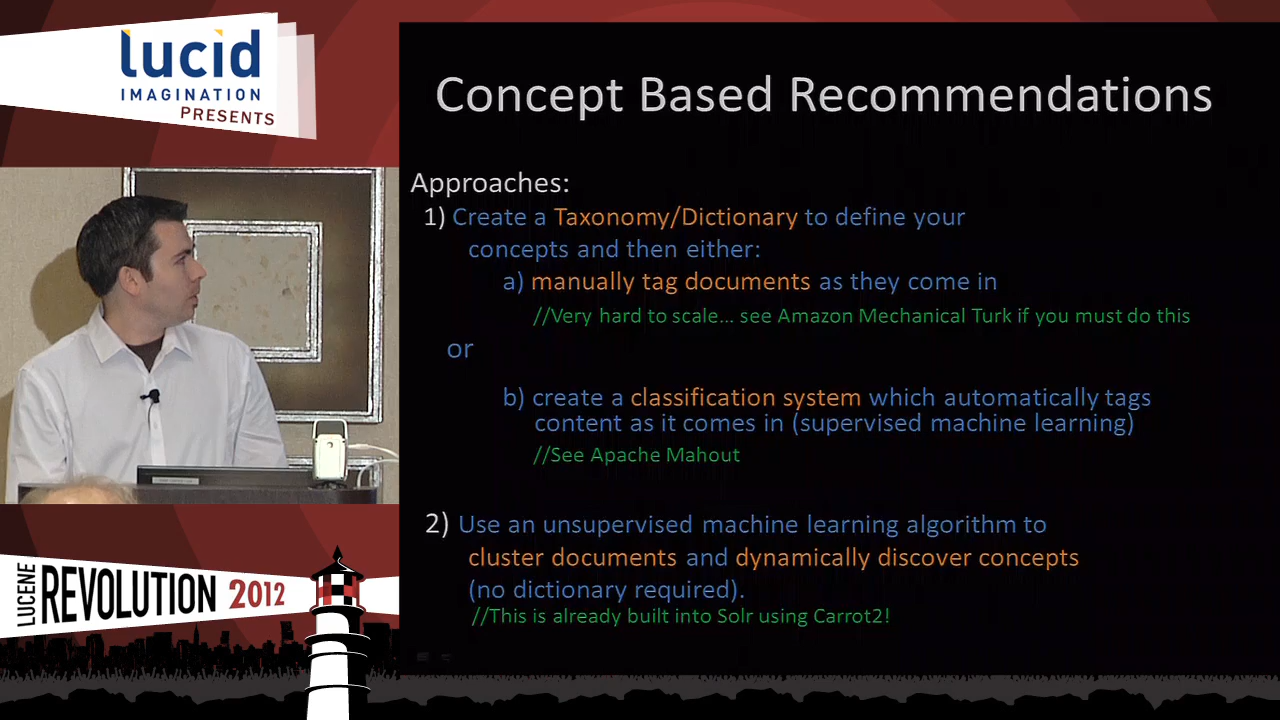 lucid
IMAGINATION
PRESENTS
Concept Based Recommendations
Approaches:
1) Create a Taxonomy/Dictionary to define your
concepts and then either:
a) manually tag documents as they come in
//Very hard to scale... see Amazon Mechanical Turk if you must do this
or
b) create a classification system which automatically tags
content as it comes in (supervised machine learning)
//See Apache Mahout
2) Use an unsupervised machine learning algorithm to
cluster documents and dynamically discover concepts
(no dictionary required).
//This is already built into Solr using Carrot2!
LUCENE
REVOLUTION 2012